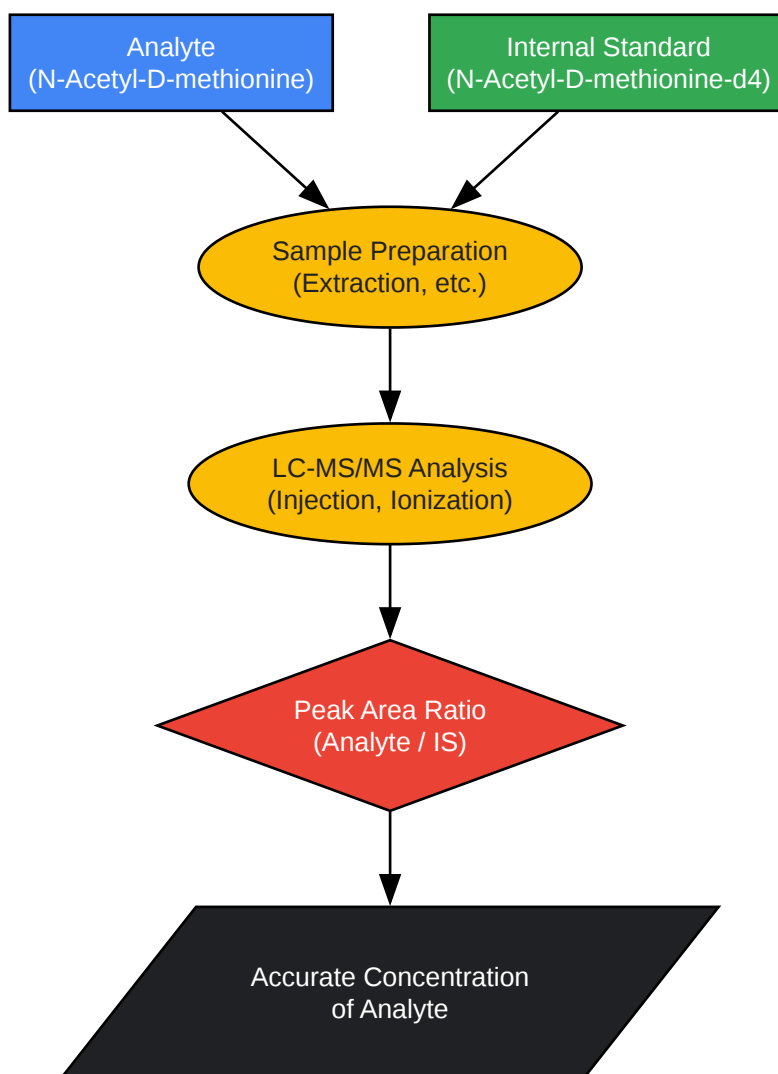 Analyte
(N-Acetyl-D-methionine)
Internal Standard
(N-Acetyl-D-methionine-d4)
Sample Preparation
(Extraction, etc.)
LC-MS/MS Analysis
(Injection, Ionization)
Peak Area Ratio
(Analyte / IS)
Accurate Concentration
of Analyte